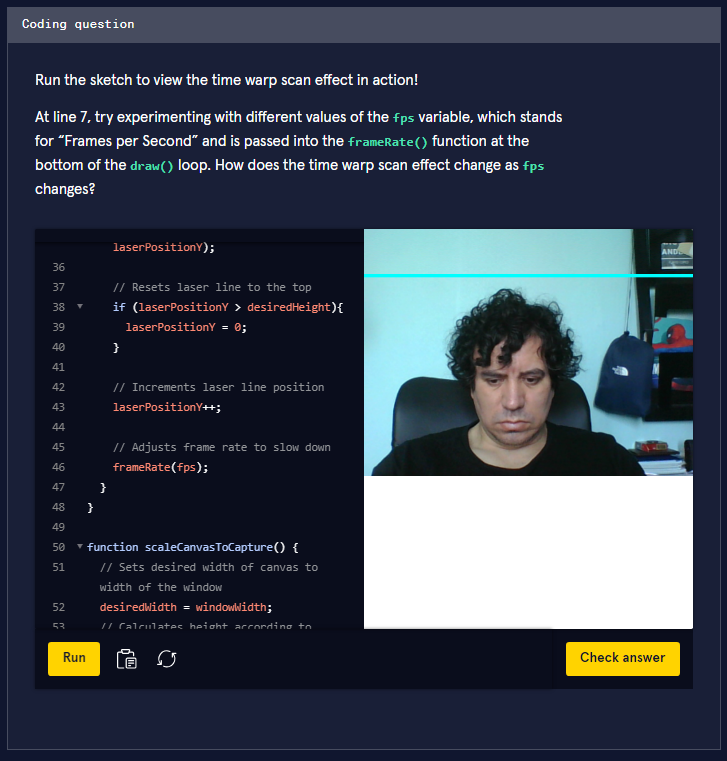 Coding question
Run the sketch to view the time warp scan effect in action!
At line 7, try experimenting with different values of the fps variable, which stands
for “Frames per Second” and is passed into the frameRate() function at the
bottom of the draw() loop. How does the time warp scan effect change as fps
changes?
laserPositionY);
36
37 // Resets laser line to the top
38 if (laserPositionY > desiredHeight){
39 laserPositionY = 0;
40 }
41
42 // Increments laser line position
43 laserPositionY++;
44
45 // Adjusts frame rate to slow down
46 frameRate(fps);
47 }
48 }
49
50 function scaleCanvasToCapture() {
51 // Sets desired width of canvas to
width of the window
52 desiredWidth = windowWidth;
53 // Calculates height according to
Run
Check answer